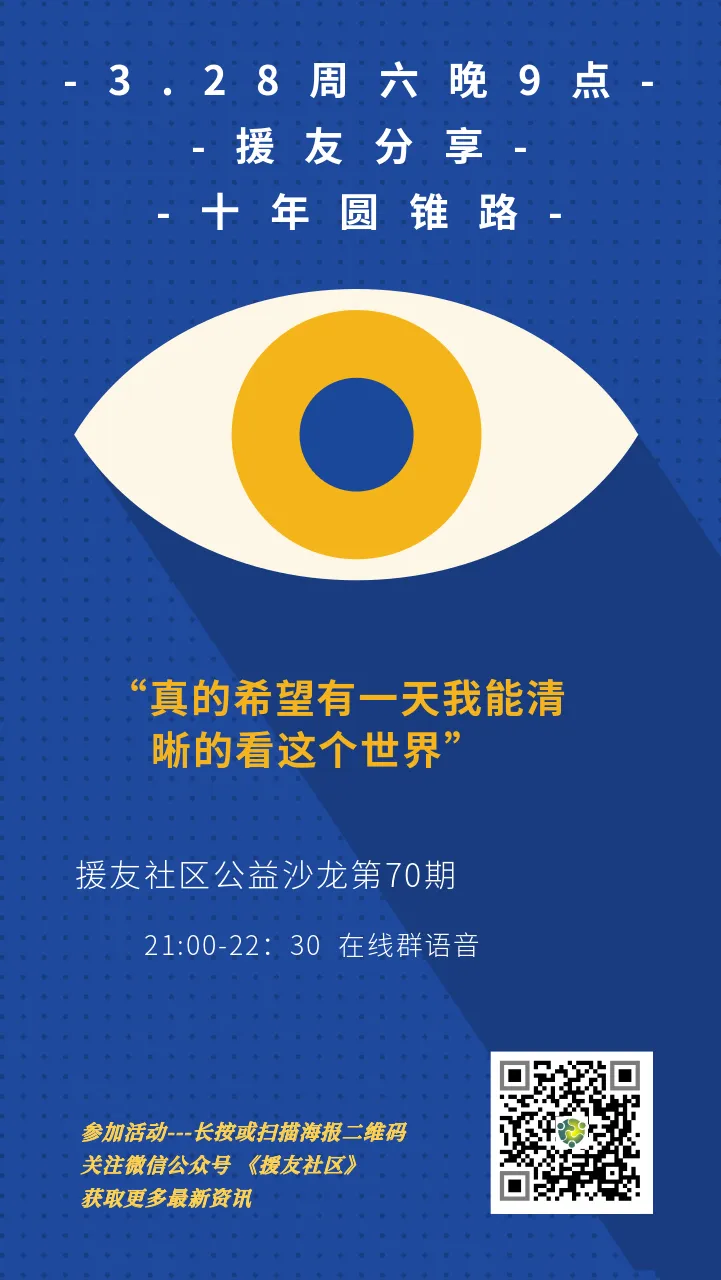 - 3 . 2 8 周 六 晚 9 点 -
- 援 友 分 享 -
- 十 年 圆 锥 路 -
“真的希望有一天我能清
晰的看这个世界”
援友社区公益沙龙第70期
21:00-22：30 在线群语音
参加活动---长按或扫描海报二维码
关注微信公众号 《援友社区》
获取更多最新资讯